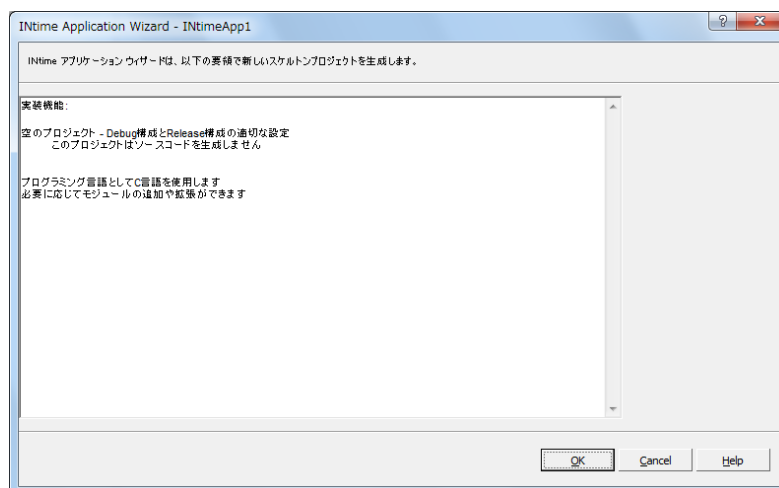 INtime Application Wizard - INtimeApp1
INtime アプリケーション ウィザードは、以下の要領で新しいスケルトンプロジェクトを生成します。
実装機能:
空のプロジェクト - Debug構成とRelease構成の適切な設定
このプロジェクトはソースコードを生成しません
プログラミング言語としてC言語を使用します
必要に応じてモジュールの追加や拡張ができます
OK
Cancel
Help